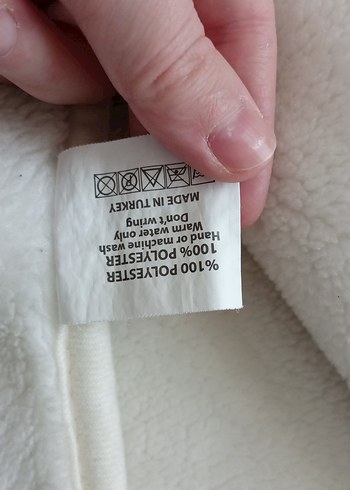 %100 POLYESTER
100% POLYESTER
Hand or machine wash
Warm water only
Don't wring
MADE IN TURKEY